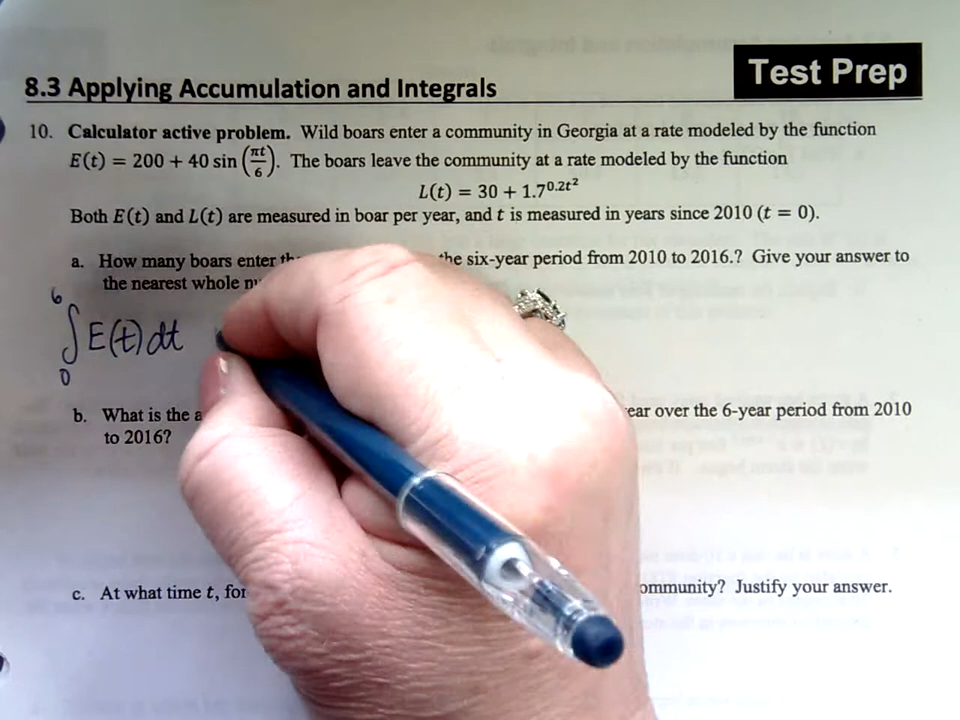 Test Prep
8.3 Applying Accumulation and Integrals
10. Calculator active problem. Wild boars enter a community in Georgia at a rate modeled by the function
E(t) = 200 + 40 sin (πt/6). The boars leave the community at a rate modeled by the function
L(t) = 30 + 1.7^0.2t²
Both E(t) and L(t) are measured in boar per year, and t is measured in years since 2010 (t = 0).
a. How many boars enter the six-year period from 2010 to 2016.? Give your answer to
the nearest whole
6
∫ E(t) dt
0
b. What is the over the 6-year period from 2010
to 2016?
c. At what time t, for Justify your answer.